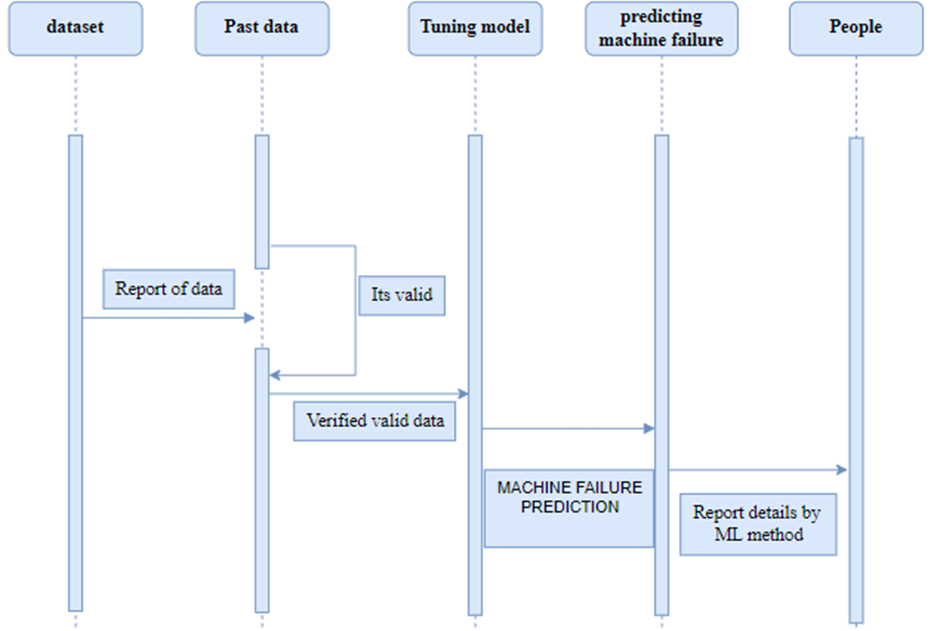 dataset
Past data
Tuning model
predicting
machine failure
People
Report of data
Its valid
Verified valid data
MACHINE FAILURE
PREDICTION
Report details by
ML method